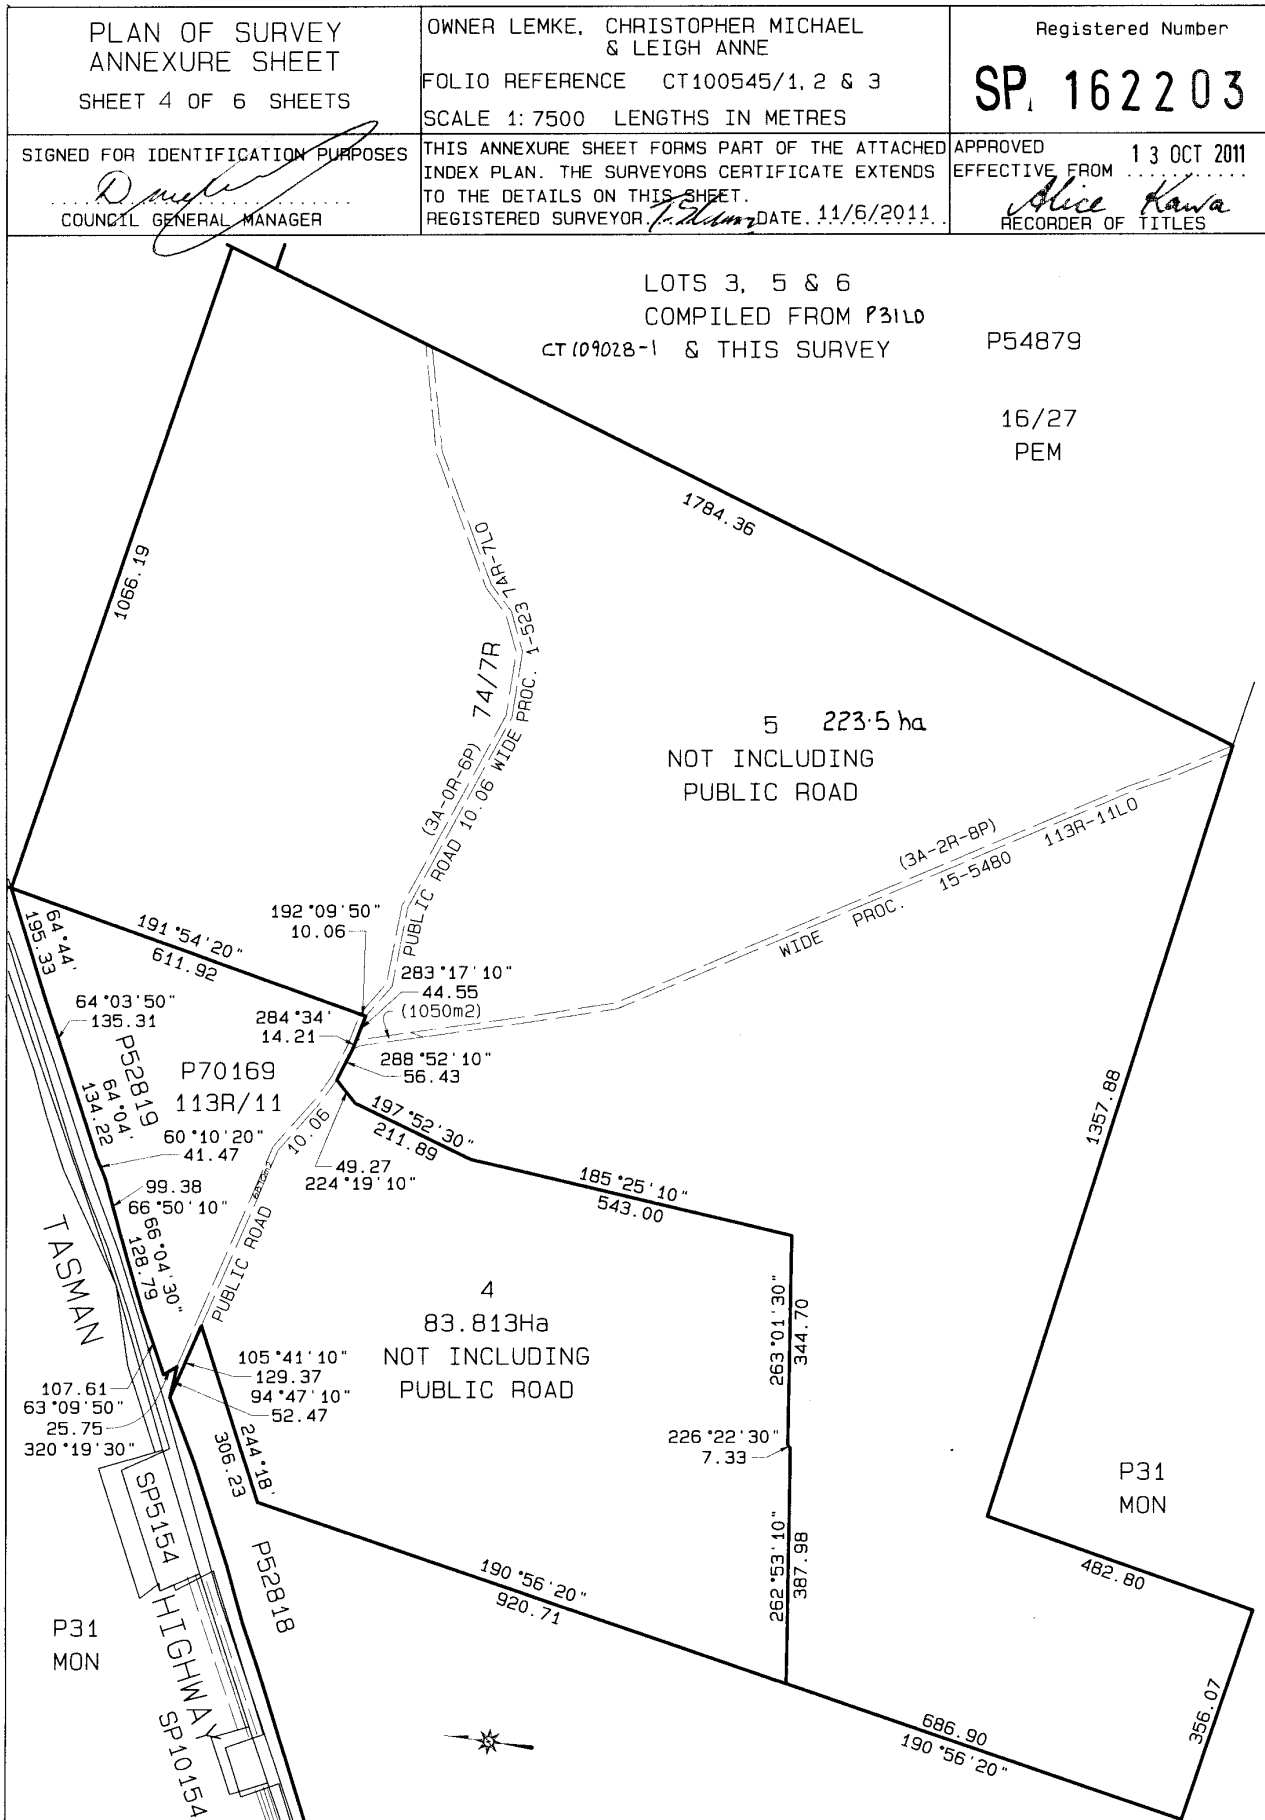 PLAN OF SURVEY
ANNEXURE SHEET
SHEET 4 OF 6 SHEETS
OWNER LEMKE, CHRISTOPHER MICHAEL
& LEIGH ANNE
FOLIO REFERENCE CT100545/1, 2 & 3
SCALE 1: 7500 LENGTHS IN METRES
Registered Number
SP. 162203
SIGNED FOR IDENTIFICATION PURPOSES
COUNCIL GENERAL MANAGER
THIS ANNEXURE SHEET FORMS PART OF THE ATTACHED
INDEX PLAN. THE SURVEYORS CERTIFICATE EXTENDS
TO THE DETAILS ON THIS SHEET.
REGISTERED SURVEYOR. DATE. 11/6/2011
APPROVED
EFFECTIVE FROM 13 OCT 2011
Alice Kawa
RECORDER OF TITLES
LOTS 3, 5 & 6
COMPILED FROM P31LO
CT109028-1 & THIS SURVEY
P54879
16/27
PEM
1784.36
1066.19
1-523 74R-7LO
74/7R
(3A-0R-6P)
PUBLIC ROAD 10.06 WIDE PROC.
5 223.5 ha
NOT INCLUDING
PUBLIC ROAD
(3A-2R-8P)
WIDE PROC. 15-5480 113R-11LO
64°44'
195.33
191°54'20"
611.92
192°09'50"
10.06
283°17'10"
44.55
(1050m2)
284°34'
14.21
288°52'10"
56.43
64°03'50"
135.31
P52819
P70169
113R/11
64°04'
134.22
60°10'20"
41.47
99.38
66°50'10"
66°04'30"
128.79
10.06
PUBLIC ROAD
49.27
224°19'10"
197°52'30"
211.89
185°25'10"
543.00
1357.88
TASMAN
4
83.813Ha
NOT INCLUDING
PUBLIC ROAD
263°01'30"
344.70
105°41'10"
129.37
94°47'10"
52.47
107.61
63°09'50"
25.75
320°19'30"
244°18'
306.23
226°22'30"
7.33
P31
MON
SP5154
P52818
190°56'20"
920.71
262°53'10"
387.98
482.80
P31
MON
HIGHWAY
SP10154
686.90
190°56'20"
356.07